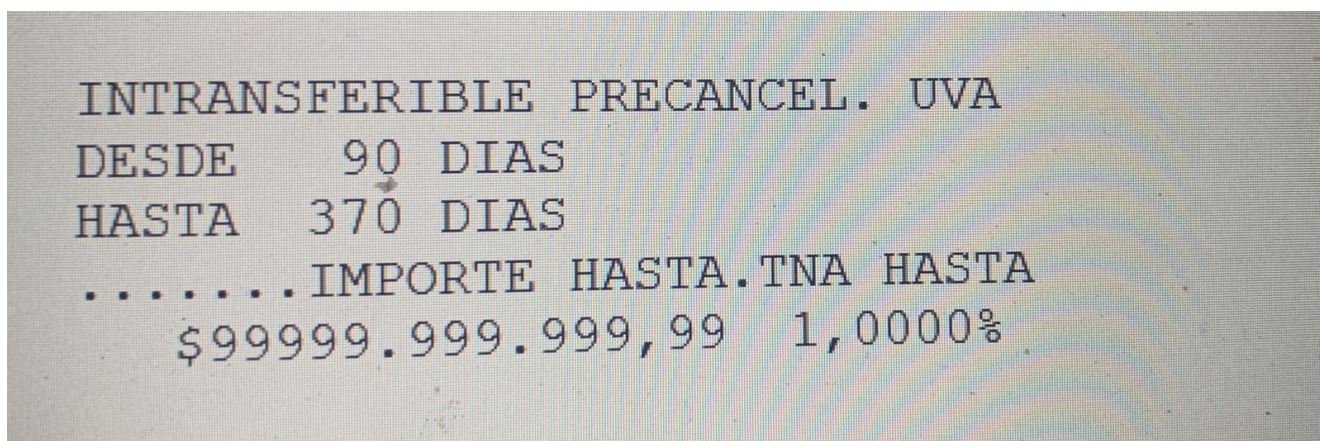 INTRANSFERIBLE PRECANCEL. UVA
DESDE   90 DIAS
HASTA  370 DIAS
.......IMPORTE HASTA.TNA HASTA
   $99999.999.999,99  1,0000%